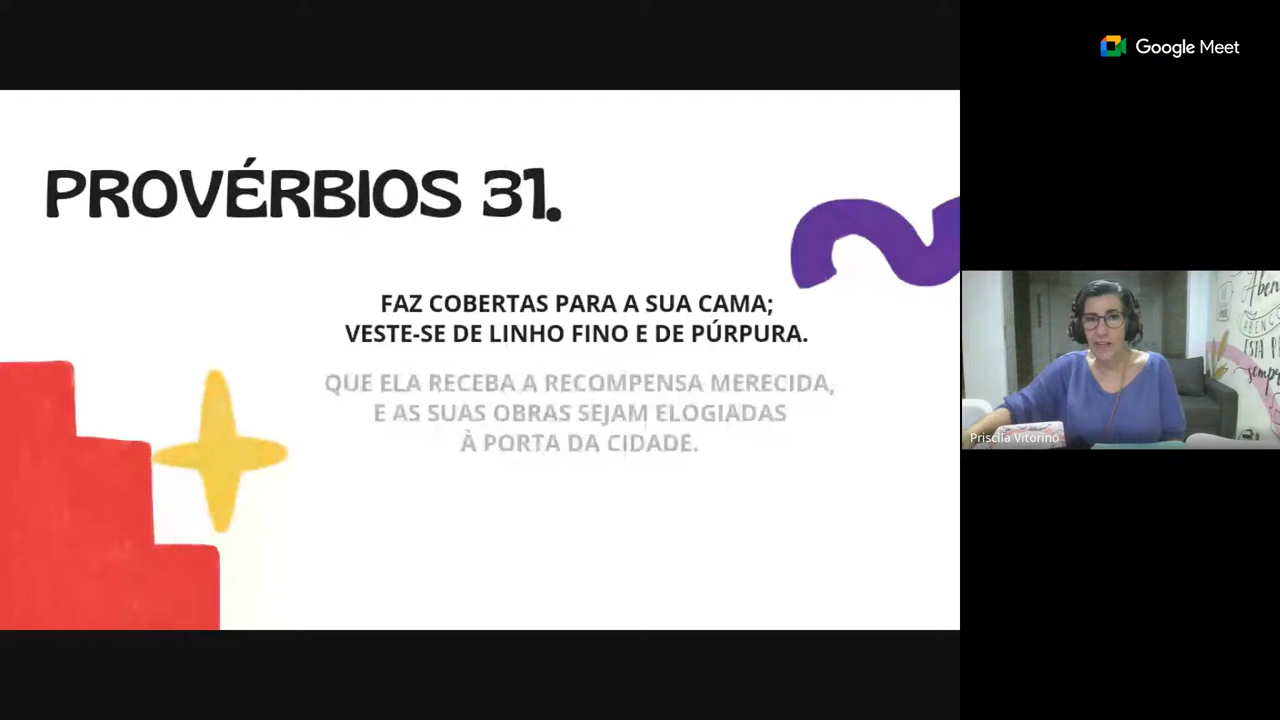 Google Meet
PROVÉRBIOS 31.
FAZ COBERTAS PARA A SUA CAMA;
VESTE-SE DE LINHO FINO E DE PÚRPURA.
QUE ELA RECEBA A RECOMPENSA MERECIDA,
E AS SUAS OBRAS SEJAM ELOGIADAS
À PORTA DA CIDADE.
Priscila Vitorino